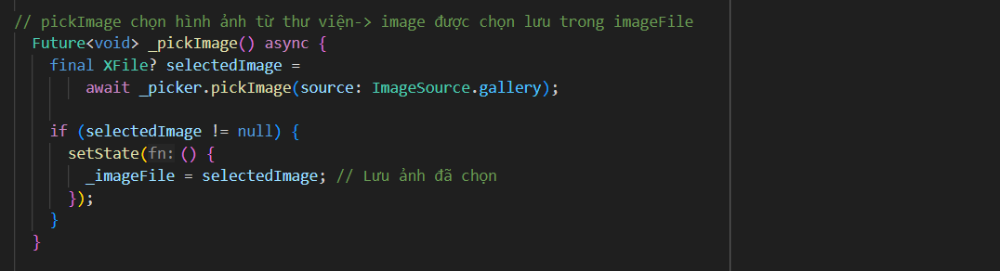 // pickImage chọn hình ảnh từ thư viện-> image được chọn lưu trong imageFile
Future<void> _pickImage() async {
final XFile? selectedImage =
await _picker.pickImage(source: ImageSource.gallery);
if (selectedImage != null) {
setState(fn: () {
_imageFile = selectedImage; // Lưu ảnh đã chọn
});
}
}